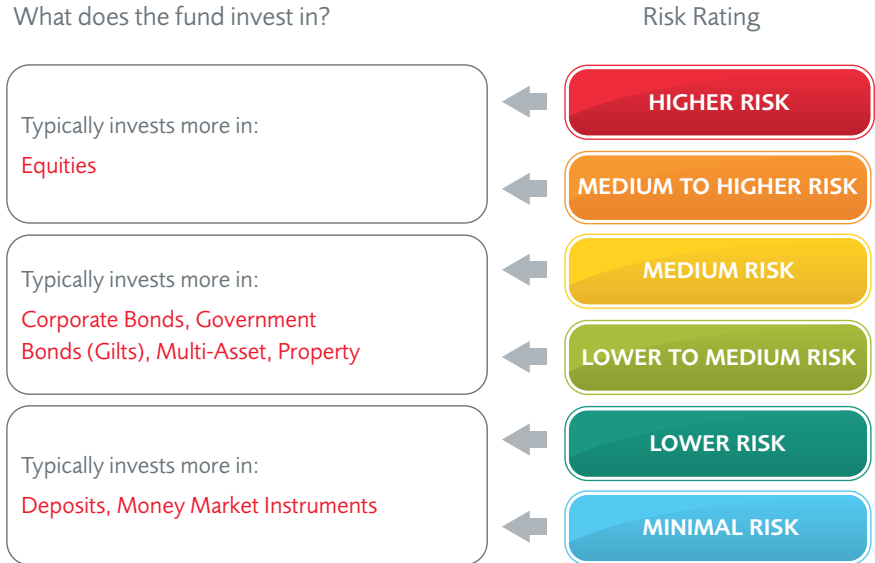 What does the fund invest in?
Risk Rating
Typically invests more in:
Equities
HIGHER RISK
MEDIUM TO HIGHER RISK
Typically invests more in:
Corporate Bonds, Government
Bonds (Gilts), Multi-Asset, Property
MEDIUM RISK
LOWER TO MEDIUM RISK
Typically invests more in:
Deposits, Money Market Instruments
LOWER RISK
MINIMAL RISK